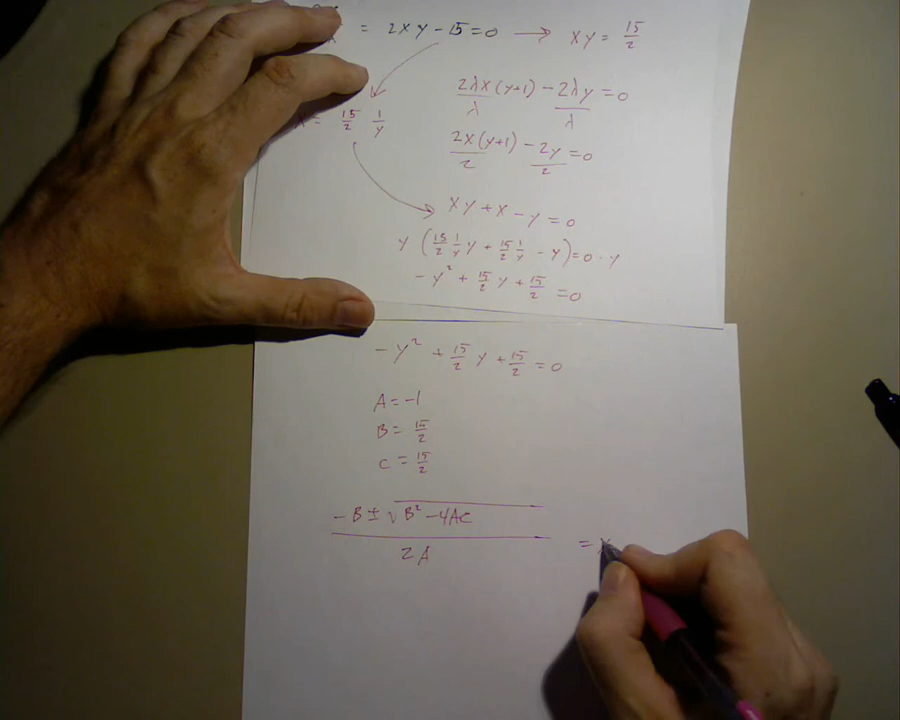 = 2xy - 15 = 0 → xy = 15/2
2λx(y+1)/λ - 2λy/λ = 0
x = 15/2 1/y
2x(y+1)/2 - 2y/2 = 0
xy + x - y = 0
y (15/2 1/y y + 15/2 1/y - y) = 0 · y
- y² + 15/2 y + 15/2 = 0
- y² + 15/2 y + 15/2 = 0
A = -1
B = 15/2
C = 15/2
-B ± √B² - 4AC / 2A =